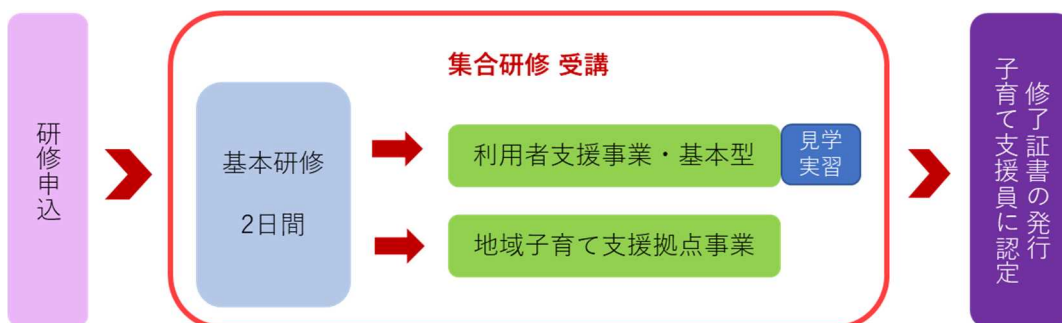 研修申込
集合研修 受講
基本研修
2日間
利用者支援事業・基本型
見学
実習
地域子育て支援拠点事業
修了証書の発行
子育て支援員に認定